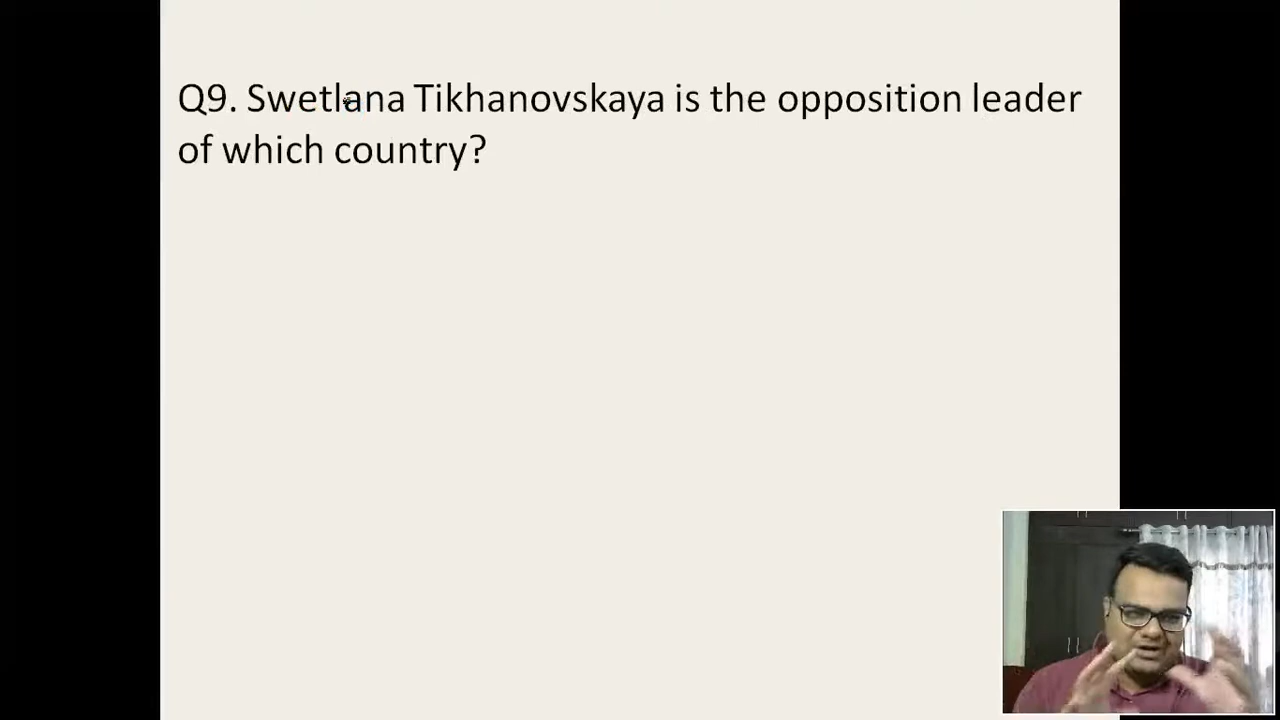 Q9. Swetlana Tikhanovskaya is the opposition leader
of which country?